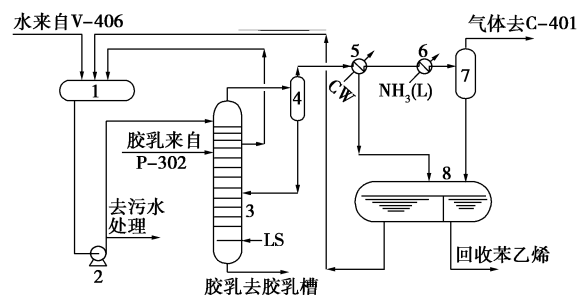 水来自V-406
气体去C-401
5
6
7
1
4
CW
NH₃(L)
胶乳来自
P-302
8
去污水
处理
3
LS
2
回收苯乙烯
胶乳去胶乳槽